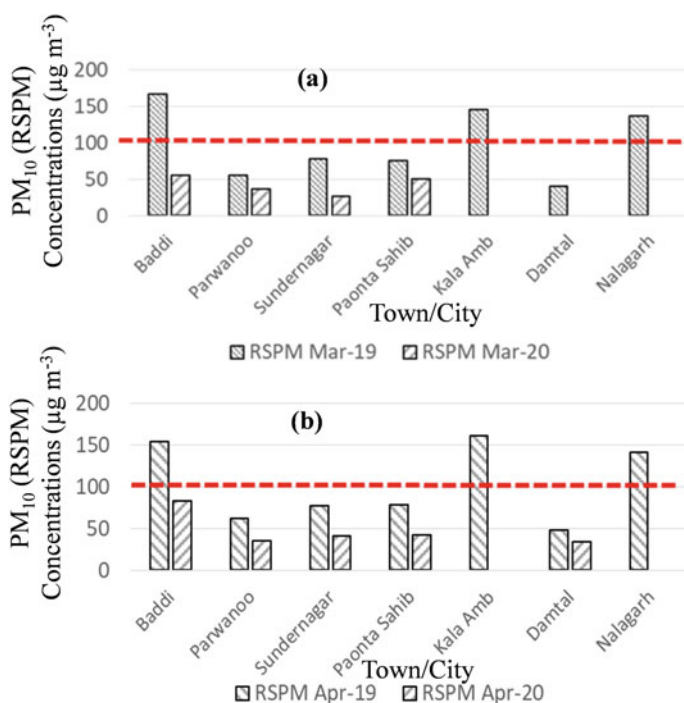 PM10 (RSPM)
Concentrations (µg m-3)
(a)
200
150
100
50
0
Baddi
Parwanoo
Sundernagar
Paonta Sahib
Kala Amb
Damtal
Nalagarh
Town/City
RSPM Mar-19 RSPM Mar-20
PM10 (RSPM)
Concentrations (µg m-3)
(b)
200
150
100
50
0
Baddi
Parwanoo
Sundernagar
Paonta Sahib
Kala Amb
Damtal
Nalagarh
Town/City
RSPM Apr-19 RSPM Apr-20